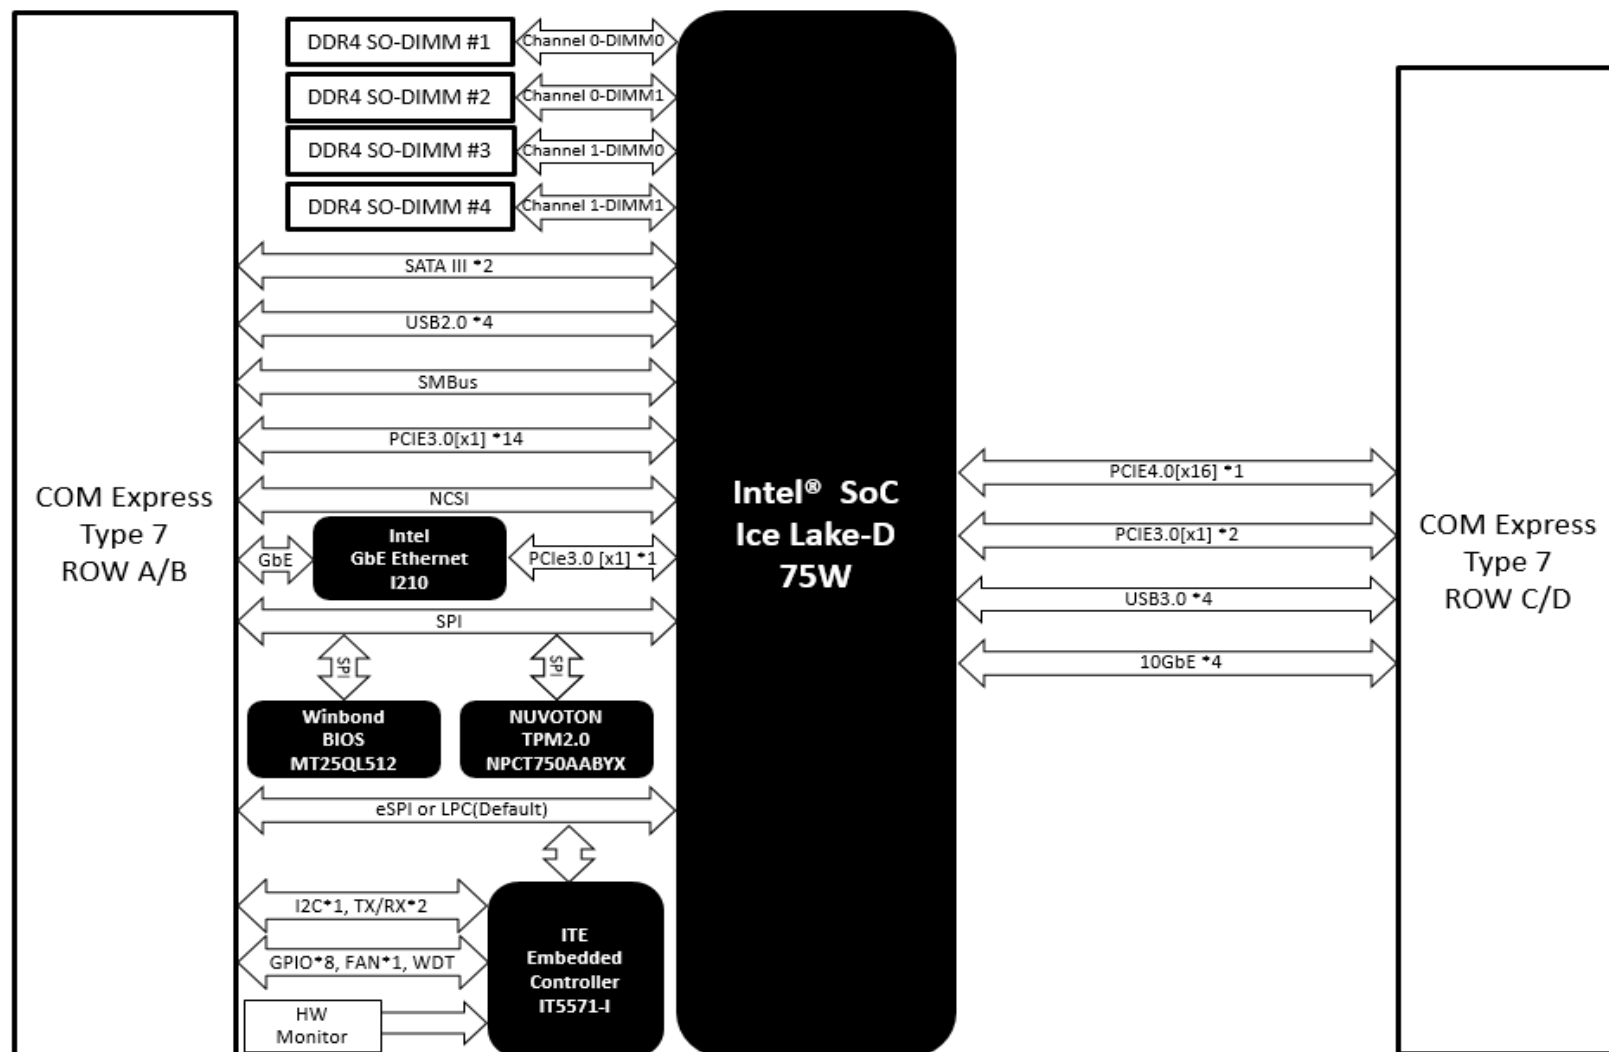 DDR4 SO-DIMM #1
Channel 0-DIMM0
DDR4 SO-DIMM #2
Channel 0-DIMM1
DDR4 SO-DIMM #3
Channel 1-DIMM0
DDR4 SO-DIMM #4
Channel 1-DIMM1
SATA III *2
USB2.0 *4
SMBus
PCIE3.0[x1] *14
NCSI
COM Express
Type 7
ROW A/B
GbE
Intel
GbE Ethernet
I210
PCIe3.0 [x1] *1
SPI
SPI
SPI
Winbond
BIOS
MT25QL512
NUVOTON
TPM2.0
NPCT750AABYX
eSPI or LPC(Default)
I2C*1, TX/RX*2
GPIO*8, FAN*1, WDT
HW
Monitor
ITE
Embedded
Controller
IT5571-I
Intel® SoC
Ice Lake-D
75W
PCIE4.0[x16] *1
PCIE3.0[x1] *2
USB3.0 *4
10GbE *4
COM Express
Type 7
ROW C/D